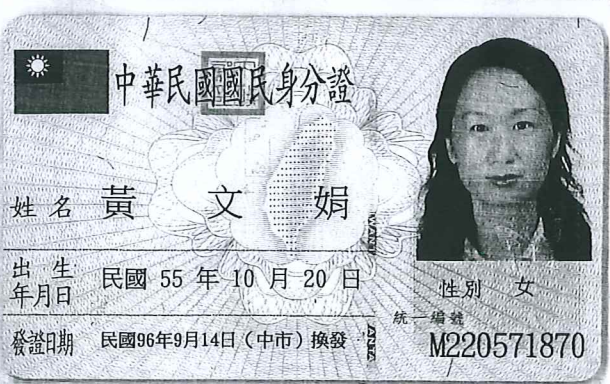 中華民國國民身分證
姓名 黃文娟
出生年月日 民國 55 年 10 月 20 日
性別 女
統一編號
發證日期 民國96年9月14日（中市）換發
M220571870